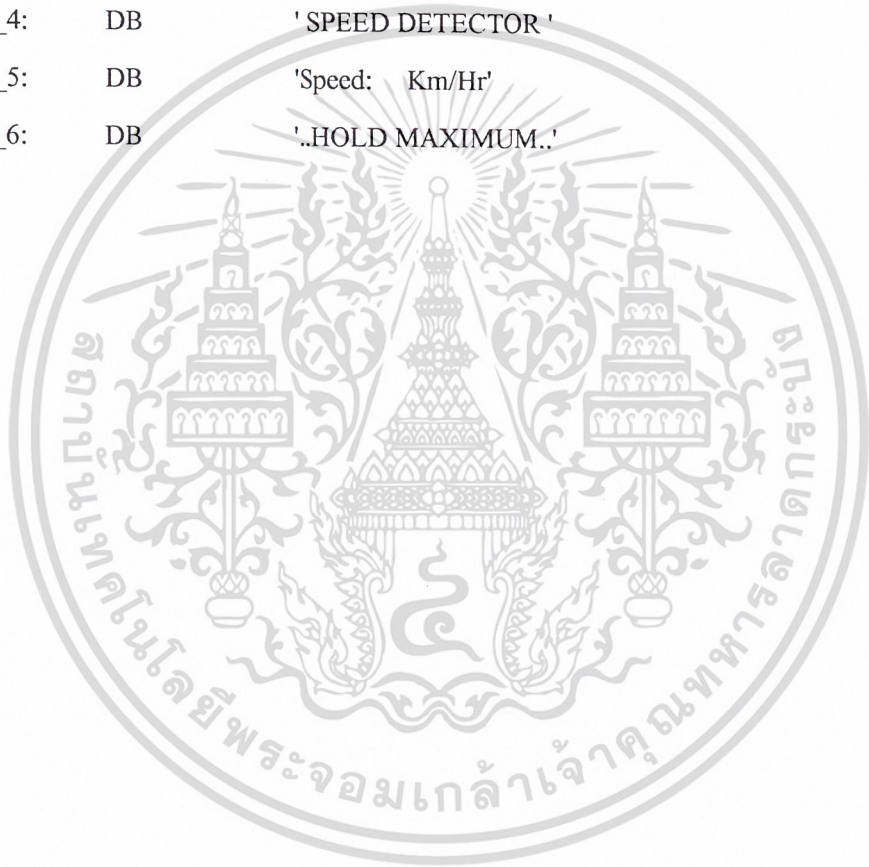 _4: DB ' SPEED DETECTOR '
_5: DB 'Speed: Km/Hr'
_6: DB '..HOLD MAXIMUM..'
สถาบันเทคโนโลยีพระจอมเกล้าเจ้าคุณทหารลาดกระบัง